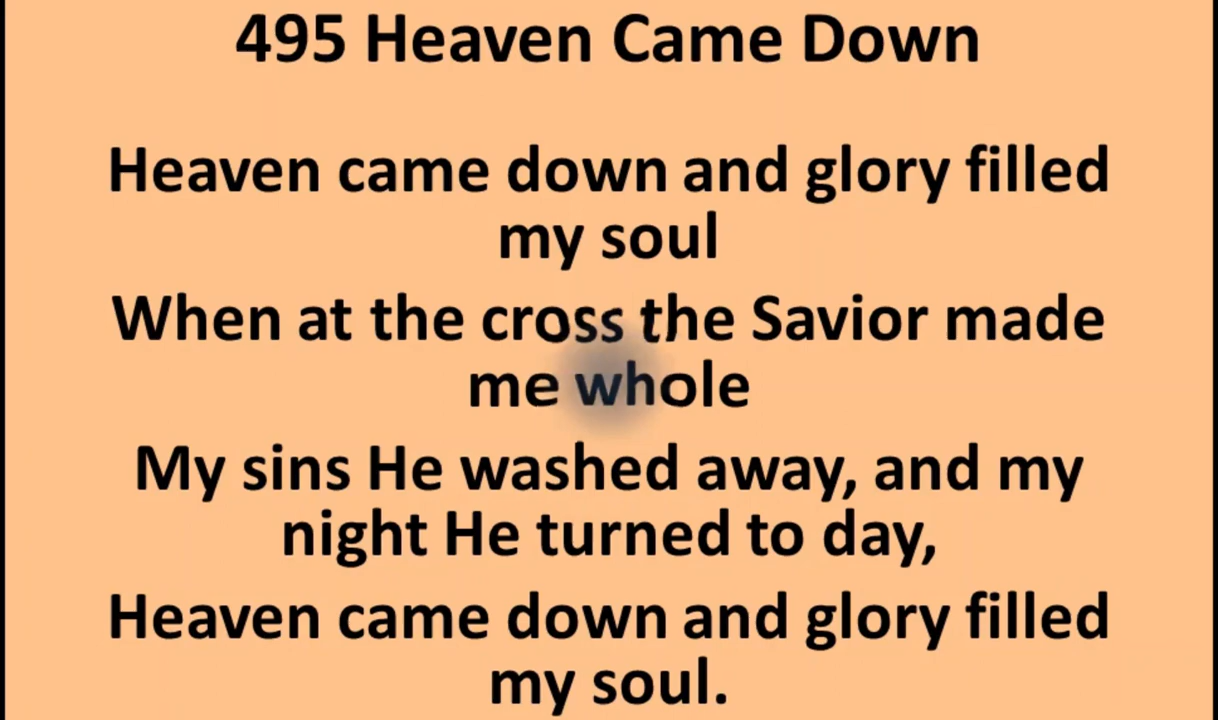 495 Heaven Came Down
Heaven came down and glory filled
my soul
When at the cross the Savior made
me whole
My sins He washed away, and my
night He turned to day,
Heaven came down and glory filled
my soul.